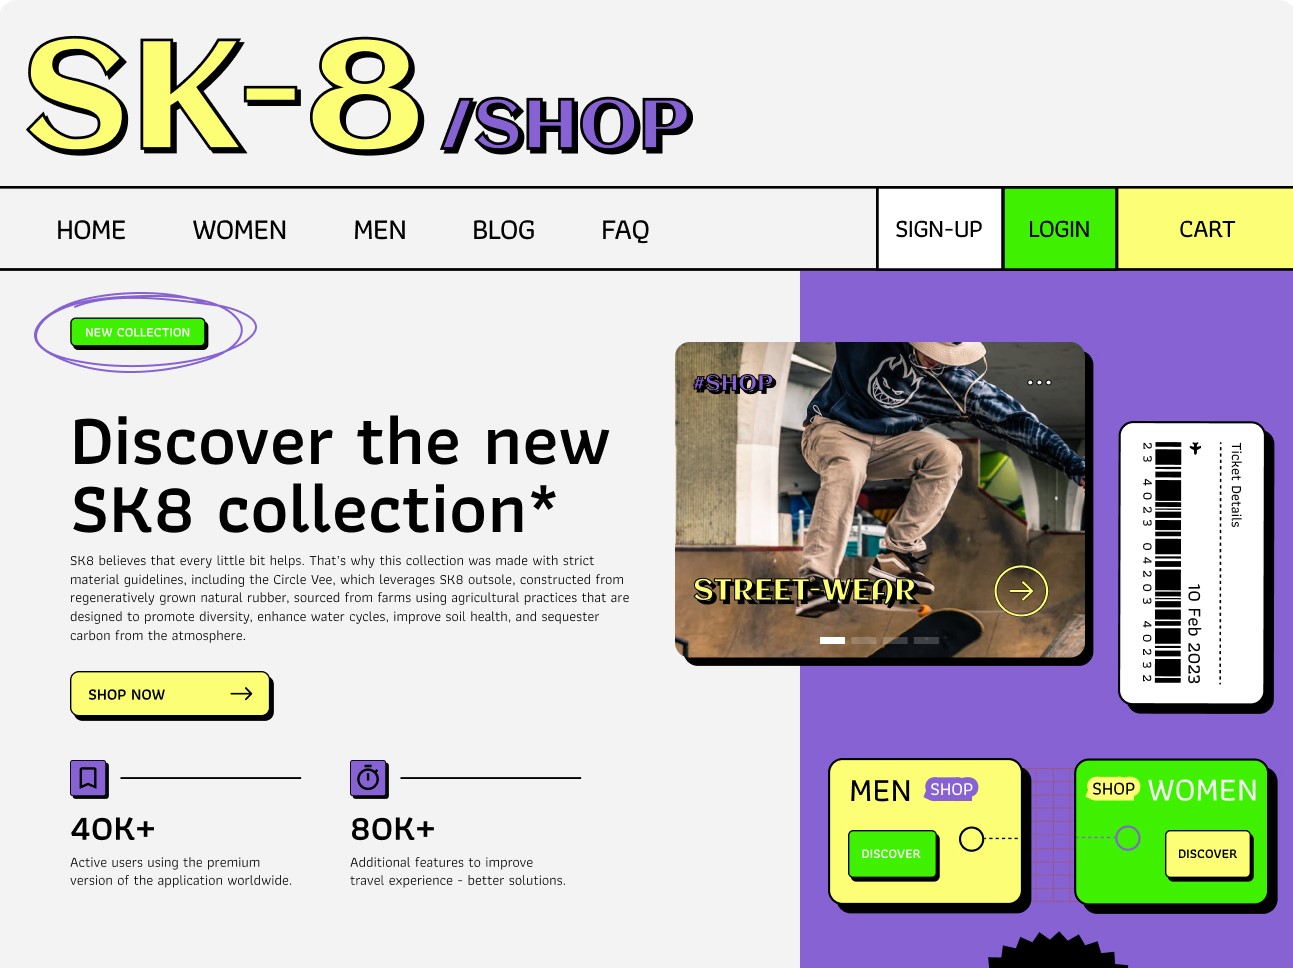 SK-8 /SHOP
HOME WOMEN MEN BLOG FAQ SIGN-UP LOGIN CART
NEW COLLECTION
Discover the new
SK8 collection*
SK8 believes that every little bit helps. That's why this collection was made with strict
material guidelines, including the Circle Vee, which leverages SK8 outsole, constructed from
regeneratively grown natural rubber, sourced from farms using agricultural practices that are
designed to promote diversity, enhance water cycles, improve soil health, and sequester
carbon from the atmosphere.
SHOP NOW
40K+
Active users using the premium
version of the application worldwide.
80K+
Additional features to improve
travel experience - better solutions.
#SHOP
STREET-WEAR
Ticket Details
10 Feb 2023
23 4023 04203 40232
MEN SHOP
DISCOVER
SHOP WOMEN
DISCOVER